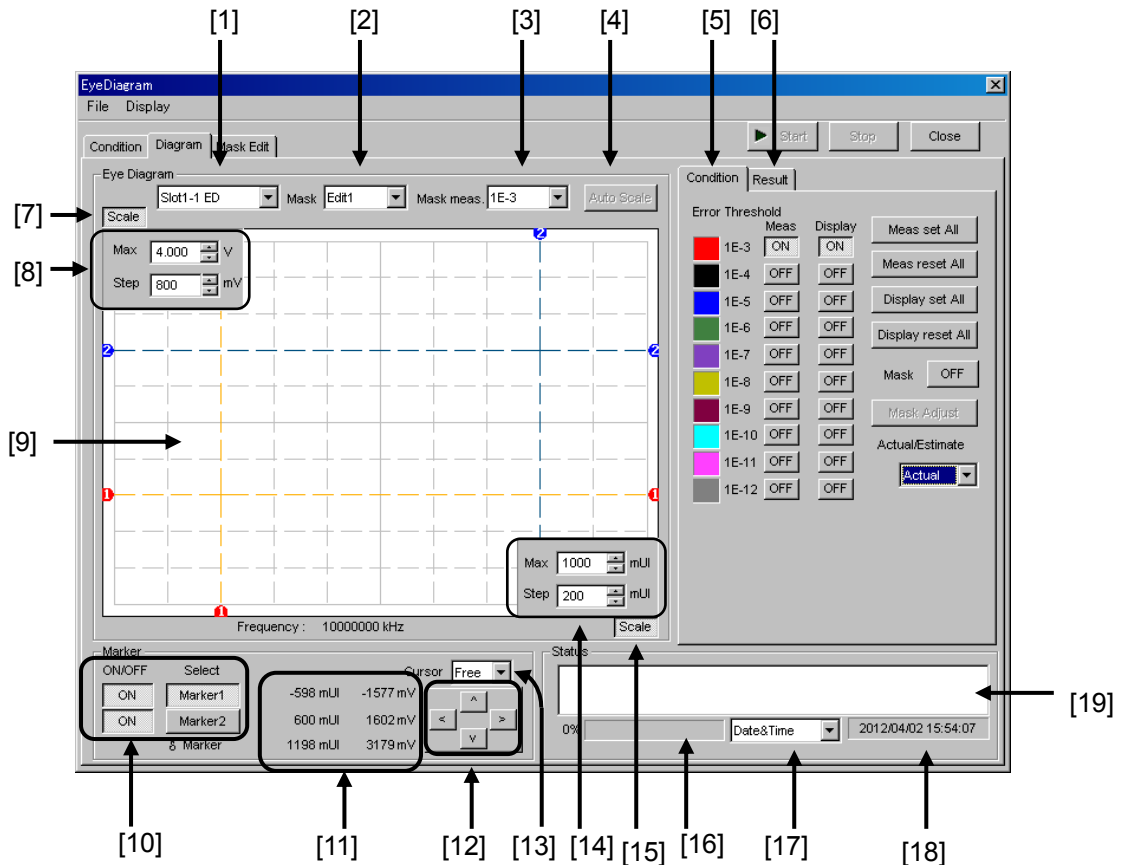 [1] [2] [3] [4] [5] [6]
EyeDiagram
File Display
Start Stop Close
Condition Diagram Mask Edit
Eye Diagram
Slot1-1 ED Mask Edit1 Mask meas. 1E-3 Auto Scale
Condition Result
[7]
Scale
[8]
Max 4.000 V
Step 800 mV
2
2 2
[9]
1 1
1
Max 1000 mUI
Step 200 mUI
Frequency : 10000000 kHz
Scale
Error Threshold
Meas Display
1E-3 ON ON
1E-4 OFF OFF
1E-5 OFF OFF
1E-6 OFF OFF
1E-7 OFF OFF
1E-8 OFF OFF
1E-9 OFF OFF
1E-10 OFF OFF
1E-11 OFF OFF
1E-12 OFF OFF
Meas set All
Meas reset All
Display set All
Display reset All
Mask OFF
Mask Adjust
Actual/Estimate
Actual
Marker
ON/OFF Select
ON Marker1
ON Marker2
δ Marker
-598 mUI -1577 mV
600 mUI 1602 mV
1198 mUI 3179 mV
Cursor Free
^
< >
v
Status
[19]
0% Date&Time 2012/04/02 15:54:07
[10] [11] [12] [13] [14] [15] [16] [17] [18]